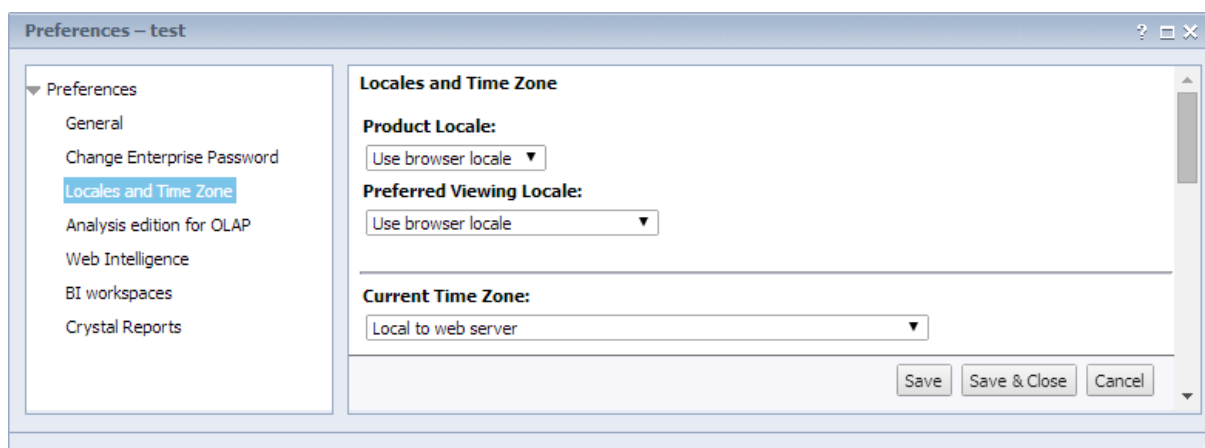 Preferences – test
?
Preferences
General
Change Enterprise Password
Locales and Time Zone
Analysis edition for OLAP
Web Intelligence
BI workspaces
Crystal Reports
Locales and Time Zone
Product Locale:
Use browser locale
Preferred Viewing Locale:
Use browser locale
Current Time Zone:
Local to web server
Save Save & Close Cancel